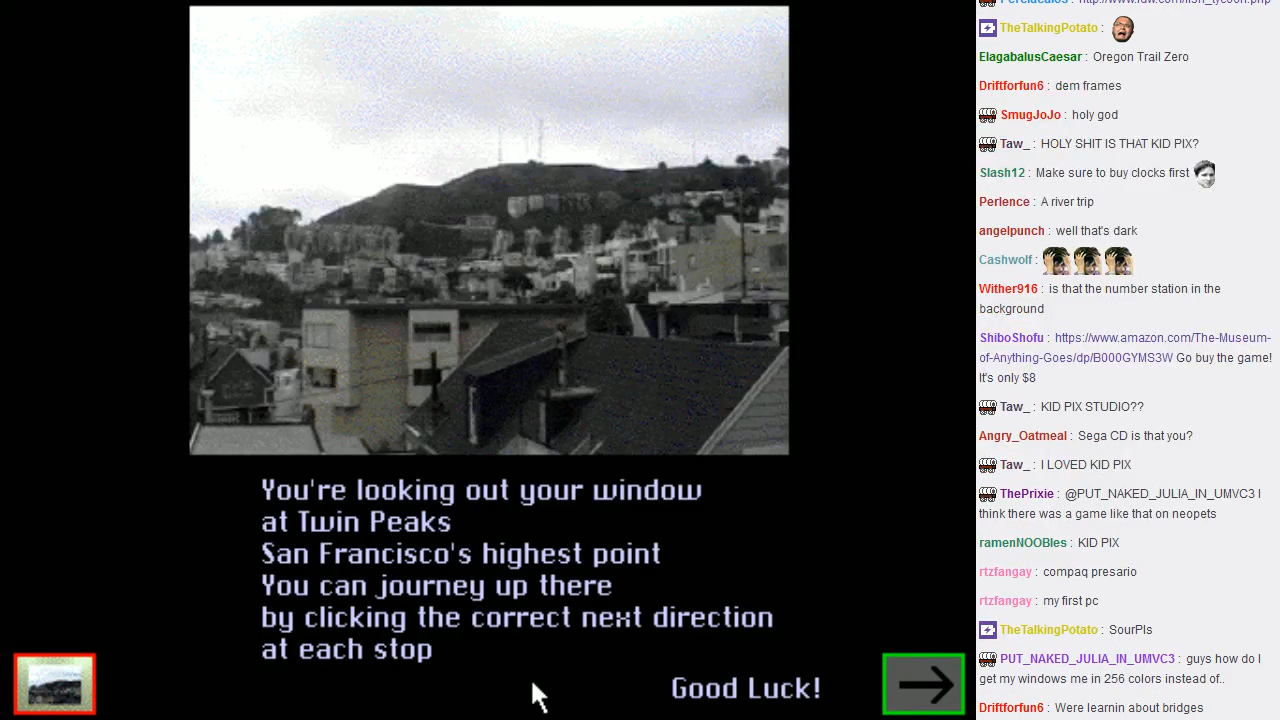 You're looking out your window
at Twin Peaks
San Francisco's highest point
You can journey up there
by clicking the correct next direction
at each stop
Good Luck!
TheTalkingPotato :
ElagabalusCaesar : Oregon Trail Zero
Driftforfun6 : dem frames
SmugJoJo : holy god
Taw_ : HOLY SHIT IS THAT KID PIX?
Slash12 : Make sure to buy clocks first
Perlence : A river trip
angelpunch : well that's dark
Cashwolf :
Wither916 : is that the number station in the
background
ShiboShofu : https://www.amazon.com/The-Museum-
of-Anything-Goes/dp/B000GYMS3W Go buy the game!
It's only $8
Taw_ : KID PIX STUDIO??
Angry_Oatmeal : Sega CD is that you?
Taw_ : I LOVED KID PIX
ThePrixie : @PUT_NAKED_JULIA_IN_UMVC3 I
think there was a game like that on neopets
ramenNOOBles : KID PIX
rtzfangay : compaq presario
rtzfangay : my first pc
TheTalkingPotato : SourPls
PUT_NAKED_JULIA_IN_UMVC3 : guys how do I
get my windows me in 256 colors instead of..
Driftforfun6 : Were learnin about bridges